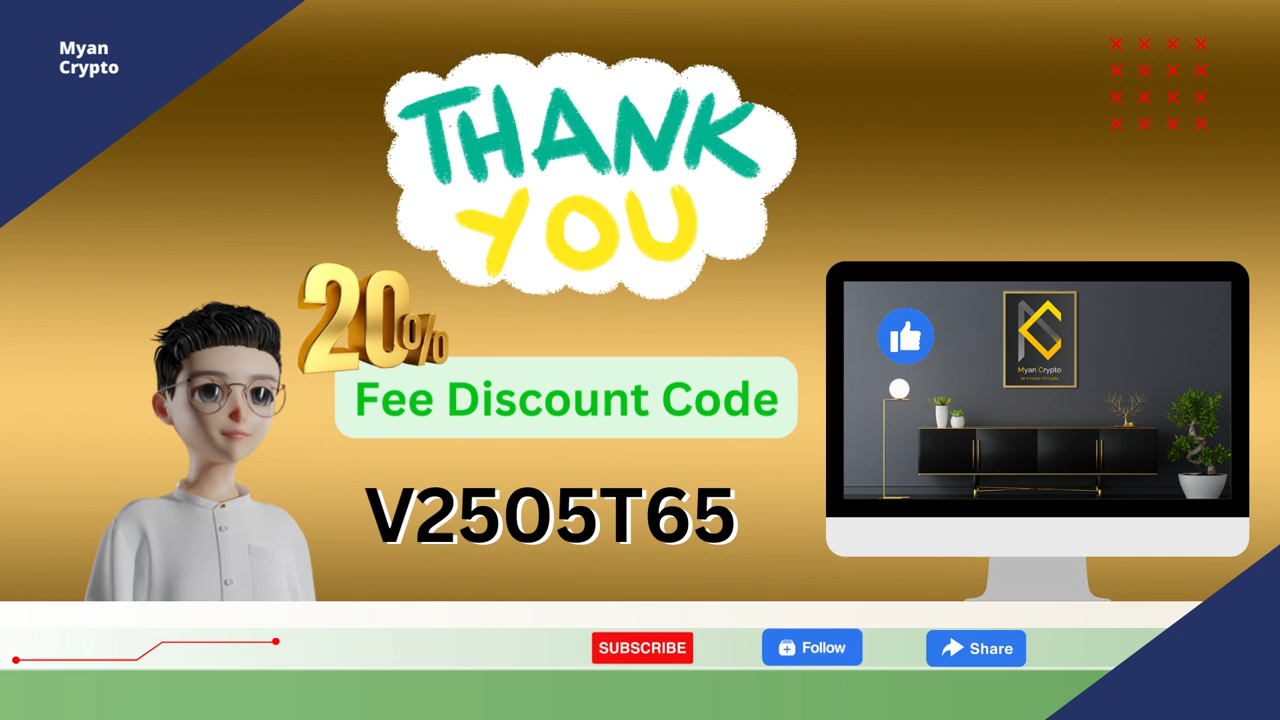 Myan
Crypto
THANK
YOU
20%
Fee Discount Code
V2505T65
Myan Crypto
SUBSCRIBE
Follow
Share